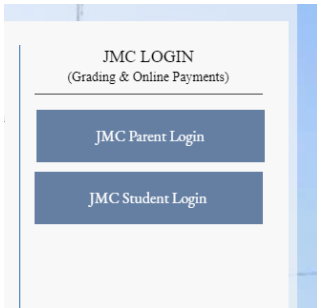 JMC LOGIN
(Grading & Online Payments)
JMC Parent Login
JMC Student Login